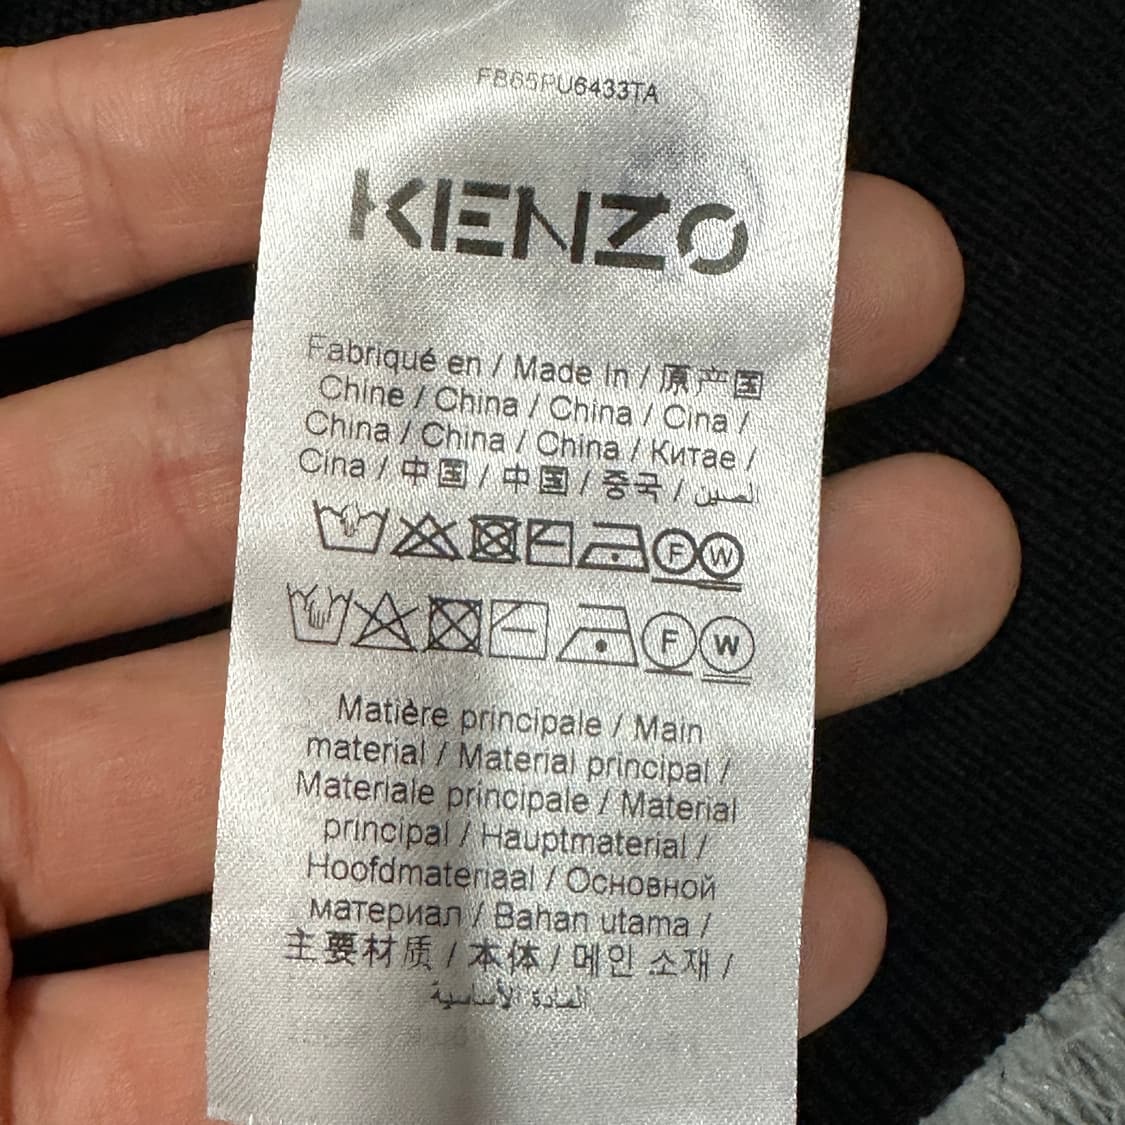 FB65PU6433TA
KIENZO
Fabriqué en / Made in / 原产国
Chine / China / China / Cina /
China / China / China / Китае /
Cina / 中国 / 中国 / 중국 / الصين
F W
F W
Matière principale / Main
material / Material principal /
Materiale principale / Material
principal / Hauptmaterial /
Hoofdmateriaal / Основной
материал / Bahan utama /
主要材质 / 本体 / 메인 소재 /
المادة الأساسية